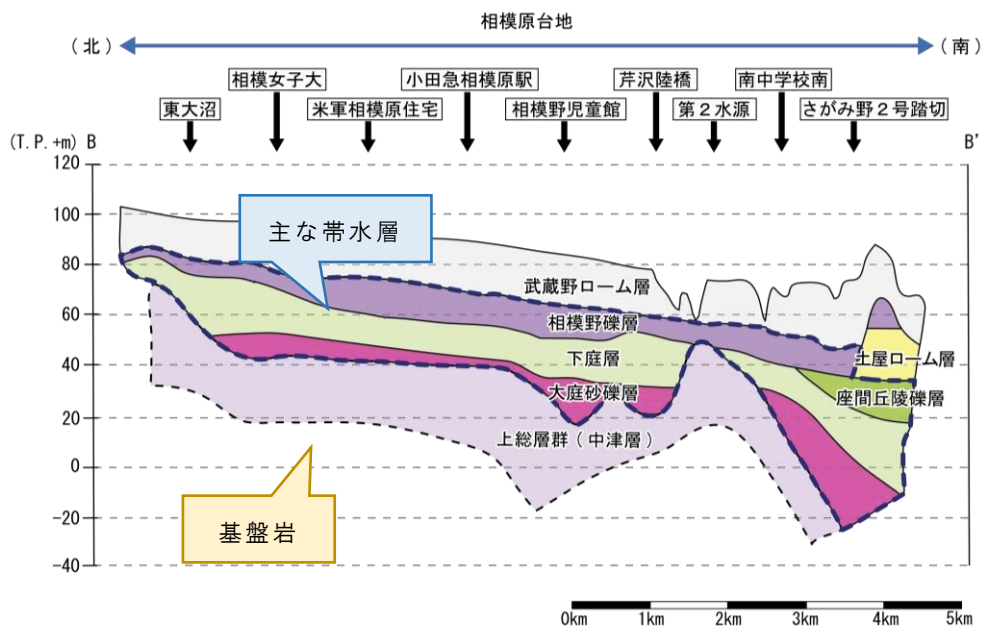 相模原台地
（北）
（南）
相模女子大
小田急相模原駅
芹沢陸橋
南中学校南
東大沼
米軍相模原住宅
相模野児童館
第２水源
さがみ野２号踏切
(T.P.+m) B
B'
120
100
80
60
40
20
0
-20
-40
主な帯水層
武蔵野ローム層
相模野礫層
下庭層
土屋ローム層
大庭砂礫層
座間丘陵礫層
上総層群（中津層）
基盤岩
0km 1km 2km 3km 4km 5km